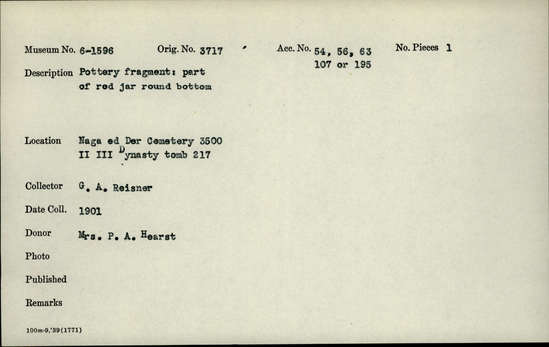 Museum No. 6-1596 Orig. No. 3717 Acc. No. 54, 56, 63 No. Pieces 1
107 or 195
Description Pottery fragment: part
of red jar round bottom
Location Naga ed Der Cemetery 3500
II III Dynasty tomb 217
Collector G. A. Reisner
Date Coll. 1901
Donor Mrs. P. A. Hearst
Photo
Published
Remarks
100m-9,'39(1771)